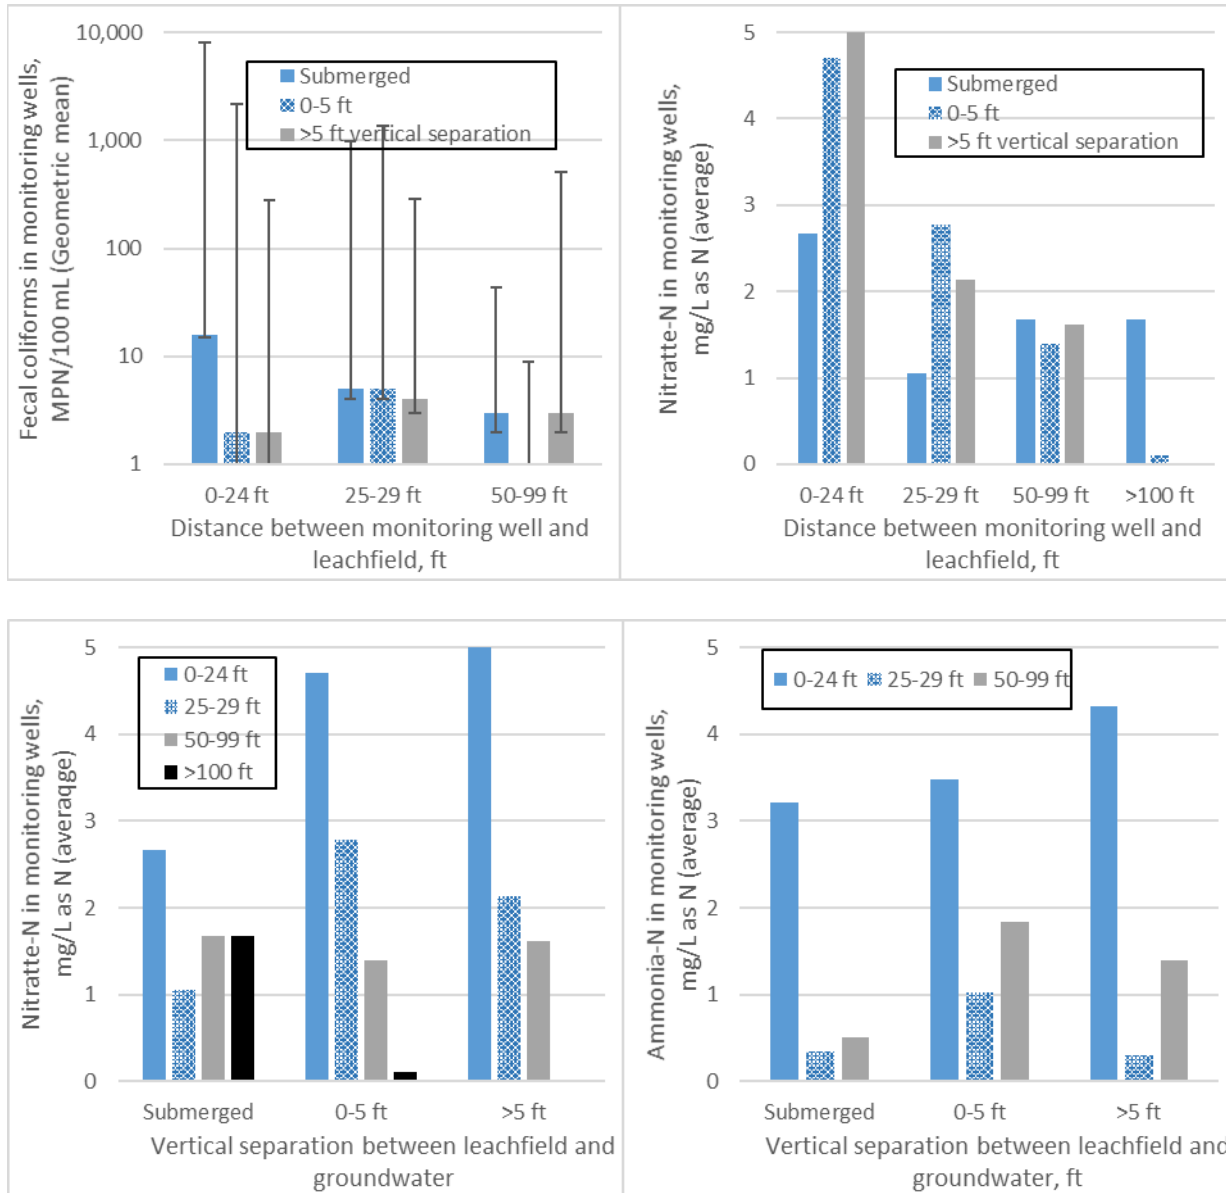 Fecal coliforms in monitoring wells,
MPN/100 mL (Geometric mean)
10,000
1,000
100
10
1
Submerged
0-5 ft
>5 ft vertical separation
0-24 ft 25-29 ft 50-99 ft
Distance between monitoring well and
leachfield, ft
Nitratte-N in monitoring wells,
mg/L as N (average)
5
4
3
2
1
0
Submerged
0-5 ft
>5 ft vertical separation
0-24 ft 25-29 ft 50-99 ft >100 ft
Distance between monitoring well and
leachfield, ft
Nitratte-N in monitoring wells,
mg/L as N (averaqge)
5
4
3
2
1
0
0-24 ft
25-29 ft
50-99 ft
>100 ft
Submerged 0-5 ft >5 ft
Vertical separation between leachfield and
groundwater
Ammonia-N in monitoring wells,
mg/L as N (average)
5
4
3
2
1
0
0-24 ft 25-29 ft 50-99 ft
Submerged 0-5 ft >5 ft
Vertical separation between leachfield and
groundwater, ft